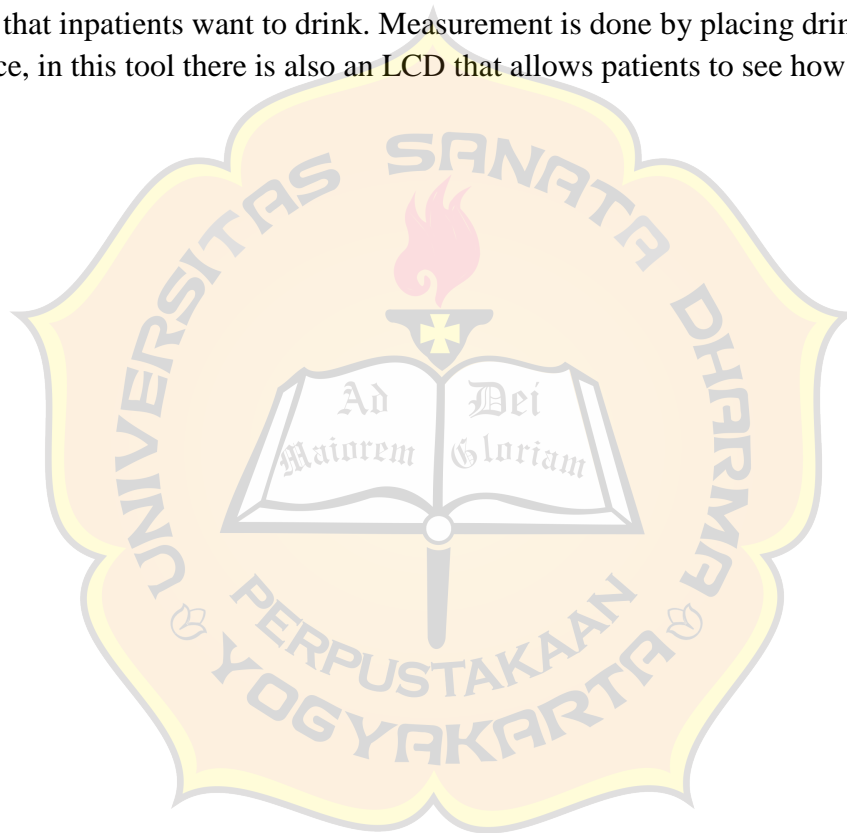 that inpatients want to drink. Measurement is done by placing drin
ce, in this tool there is also an LCD that allows patients to see how
UNIVERSITAS SANATA DHARMA
Ad Dei
Maiorem Gloriam
PERPUSTAKAAN
YOGYAKARTA